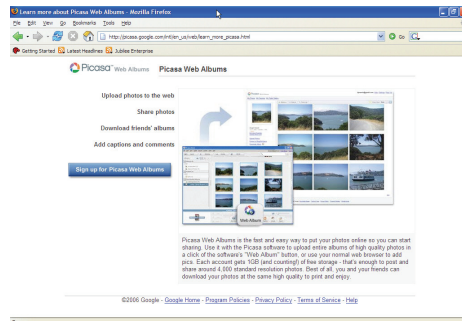 Learn more about Picasa Web Albums - Mozilla Firefox
File Edit View Go Bookmarks Tools Help
http://picasa.google.com/intl/en_us/web/learn_more_picasa.html Go
Getting Started Latest Headlines Jubilee Enterprise
Picasa™ Web Albums Picasa Web Albums
Upload photos to the web
Share photos
Download friends' albums
Add captions and comments
Sign up for Picasa Web Albums
Web Albums
Picasa Web Albums is the fast and easy way to put your photos online so you can start
sharing. Use it with the Picasa software to upload entire albums of high quality photos in
a click of the software's "Web Album" button, or use your normal web browser to add
pics. Each account gets 1GB (and counting!) of free storage - that's enough to post and
share around 4,000 standard resolution photos. Best of all, you and your friends can
download your photos at the same high quality to print and enjoy.
©2006 Google - Google Home - Program Policies - Privacy Policy - Terms of Service - Help